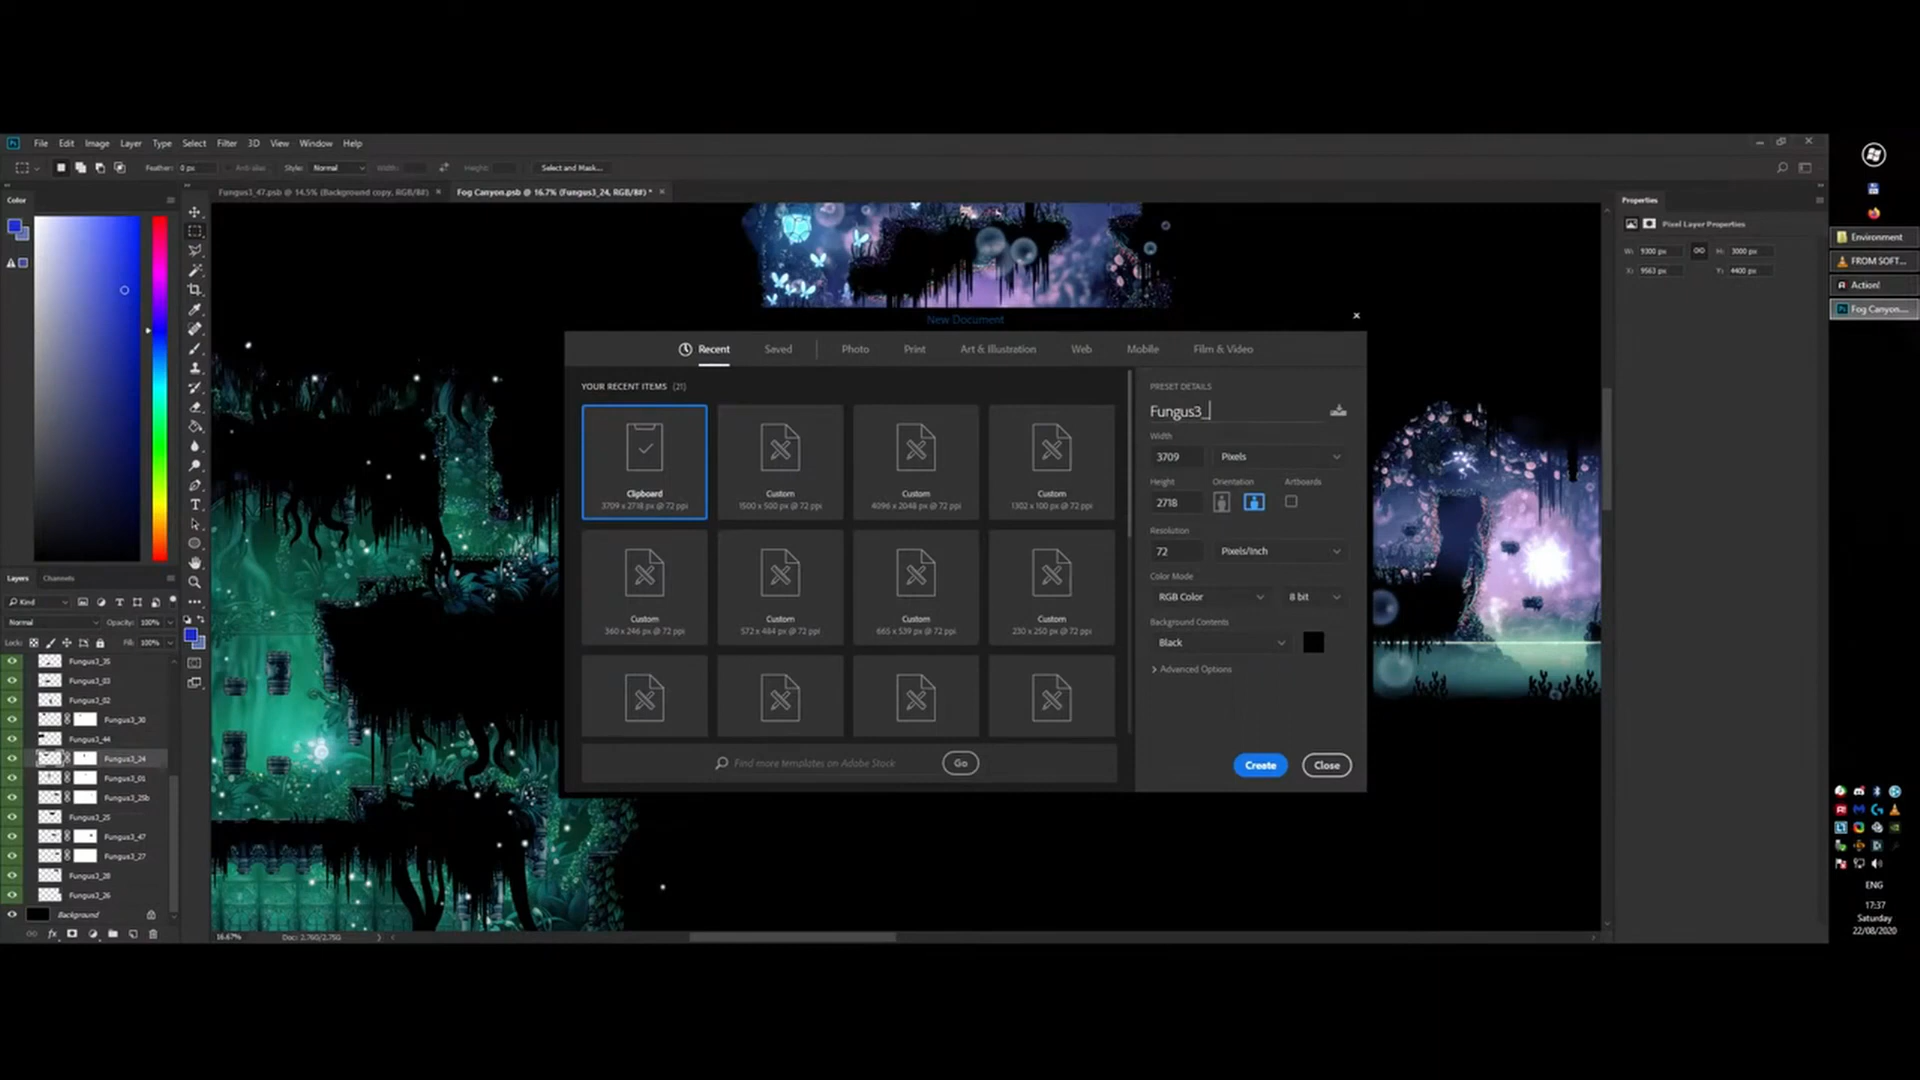 File Edit Image Layer Type Select Filter 3D View Window Help
Feather: 0 px Anti-alias Style: Normal Width: Height: Select and Mask...
Fungus3_47.psb @ 14.5% (Background copy, RGB/8#) × Fog Canyon.psb @ 16.7% (Fungus3_24, RGB/8#) * ×
Color
Properties
Pixel Layer Properties
W: 9300 px H: 3000 px
X: 9563 px Y: 4400 px
Environment
FROM SOFT...
Action!
Fog Canyon....
New Document
Recent Saved Photo Print Art & Illustration Web Mobile Film & Video
YOUR RECENT ITEMS (21)
Clipboard
3709 x 2718 px @ 72 ppi
Custom
1500 x 500 px @ 72 ppi
Custom
4096 x 2048 px @ 72 ppi
Custom
1302 x 100 px @ 72 ppi
Custom
360 x 246 px @ 72 ppi
Custom
572 x 484 px @ 72 ppi
Custom
665 x 539 px @ 72 ppi
Custom
230 x 250 px @ 72 ppi
Find more templates on Adobe Stock Go
PRESET DETAILS
Fungus3_
Width
3709 Pixels
Height Orientation Artboards
2718
Resolution
72 Pixels/Inch
Color Mode
RGB Color 8 bit
Background Contents
Black
Advanced Options
Create Close
Layers Channels
Kind
Normal Opacity: 100%
Lock: Fill: 100%
Fungus3_35
Fungus3_03
Fungus3_02
Fungus3_30
Fungus3_44
Fungus3_24
Fungus3_01
Fungus3_25b
Fungus3_25
Fungus3_47
Fungus3_27
Fungus3_28
Fungus3_26
Background
fx
16.67% Doc: 2.76G/2.75G
ENG
17:37
Saturday
22/08/2020